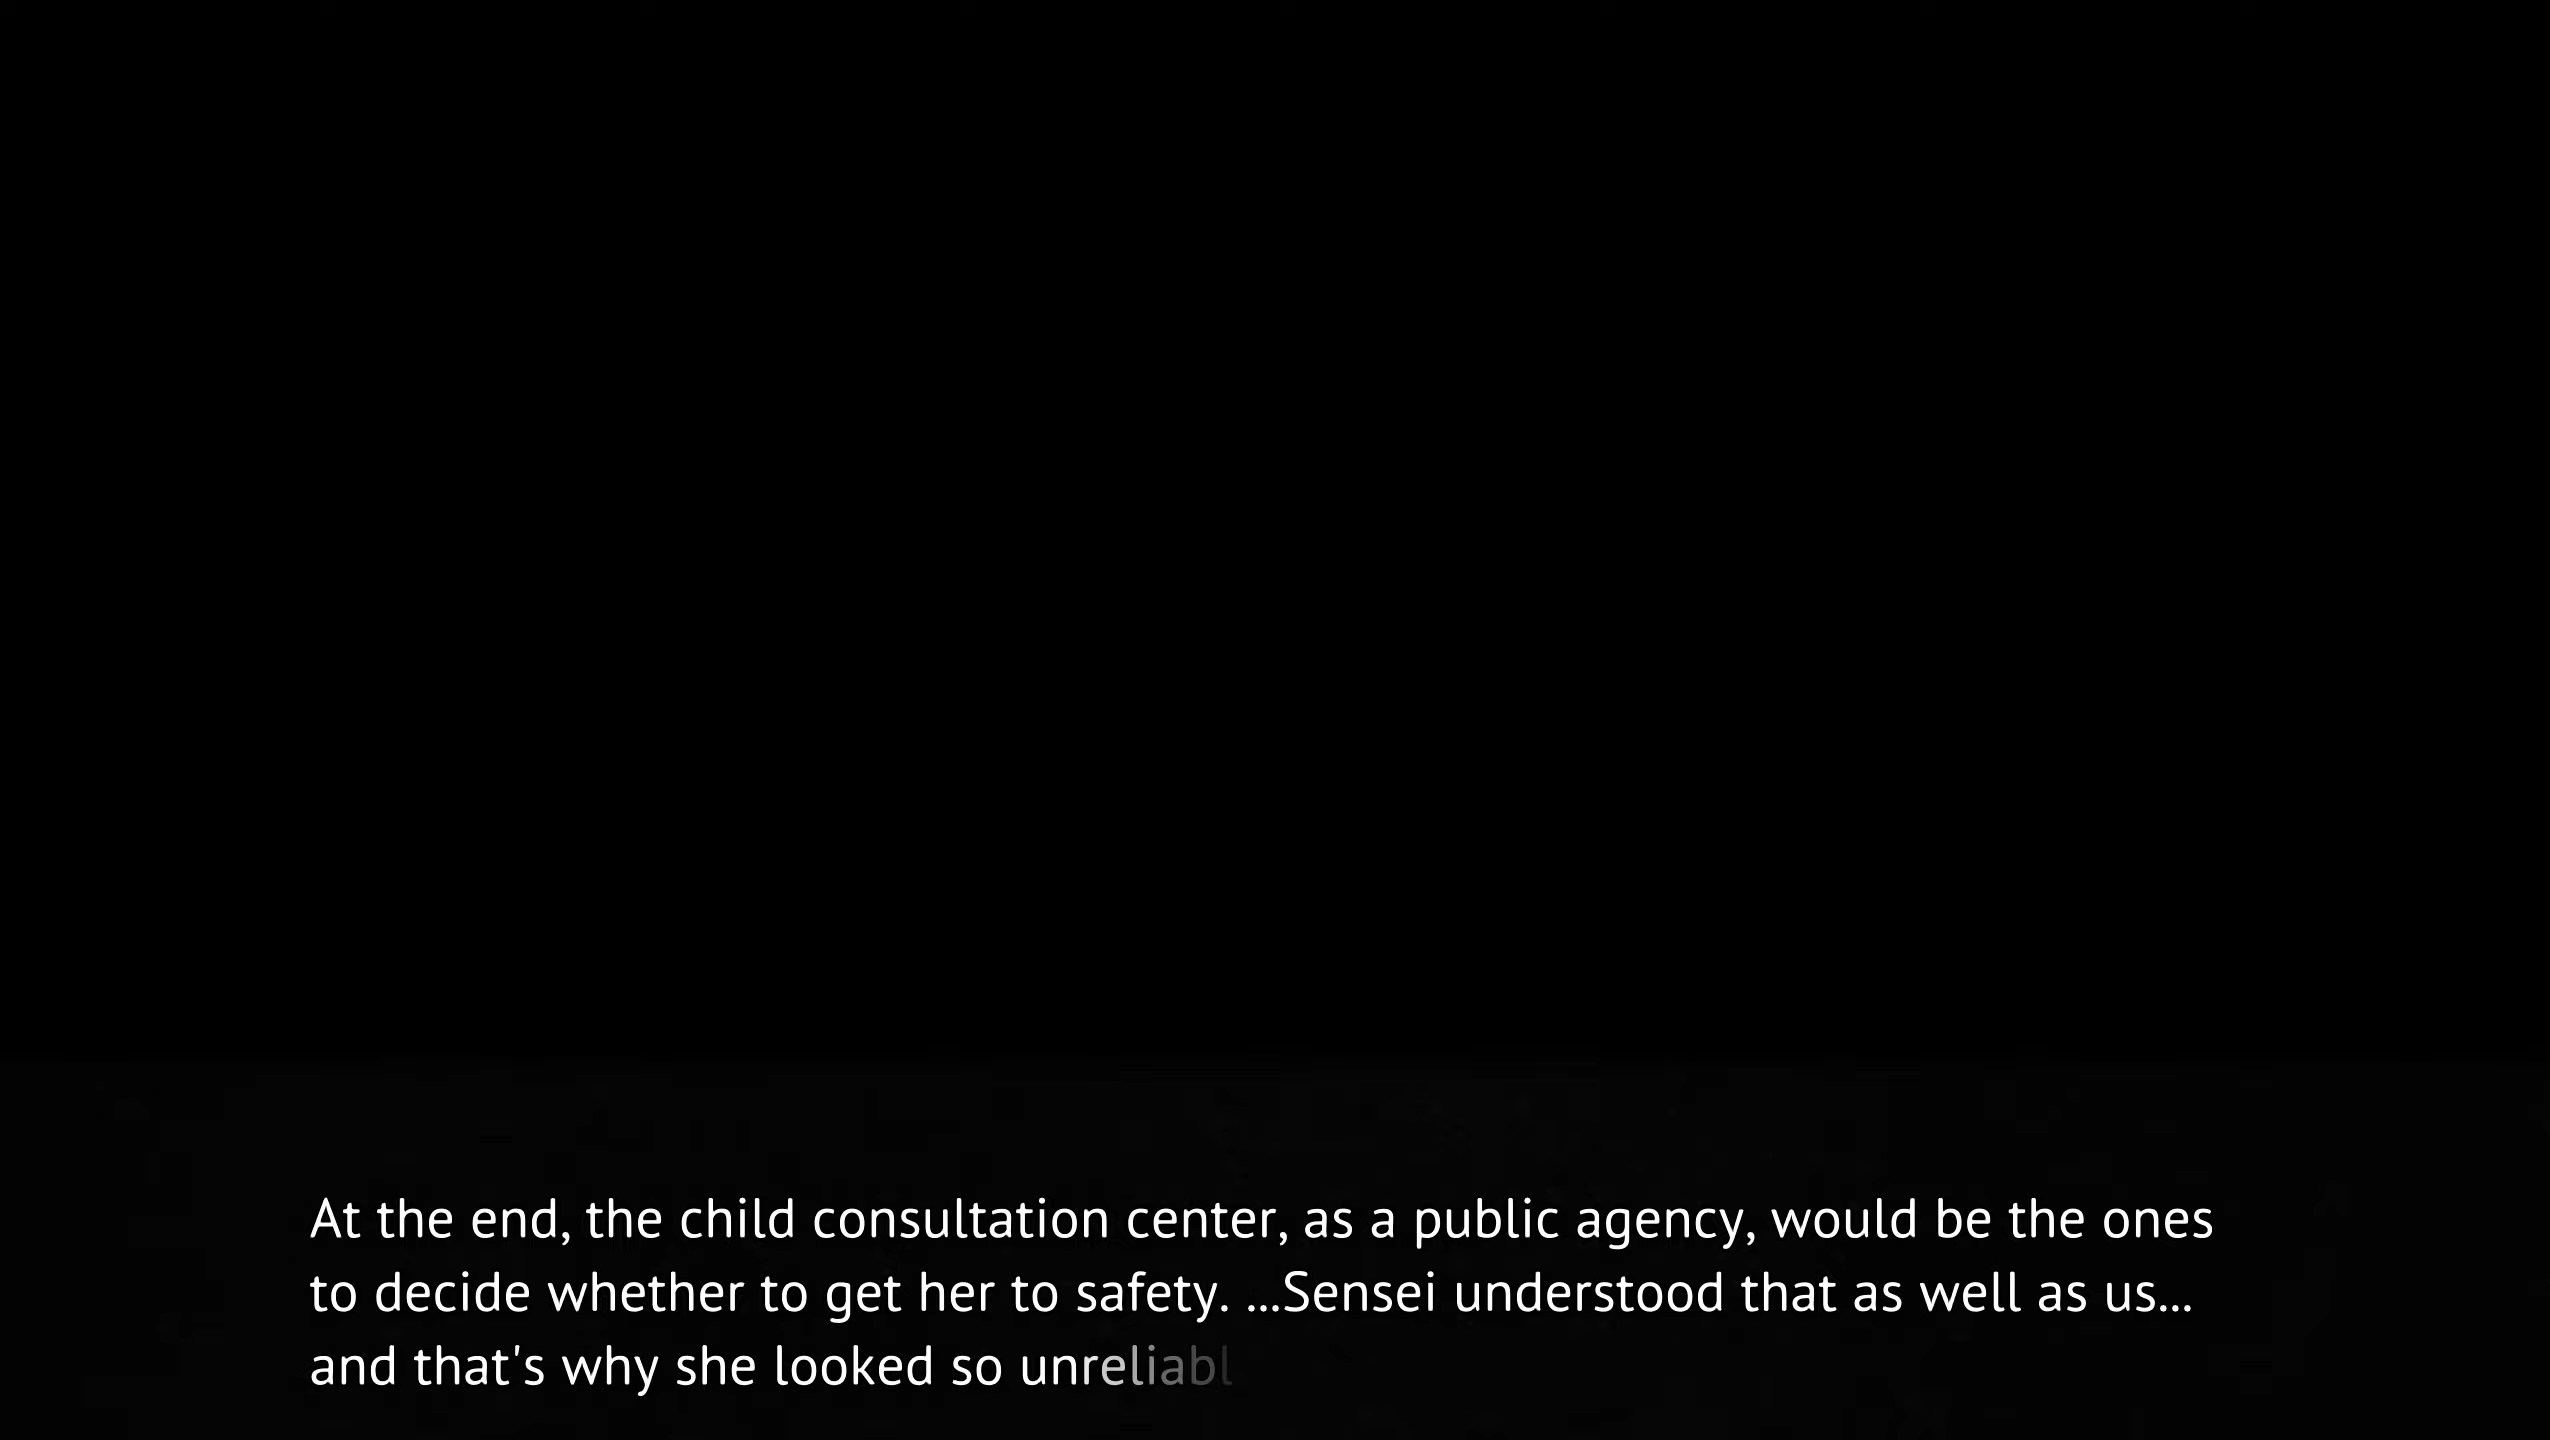 At the end, the child consultation center, as a public agency, would be the ones
to decide whether to get her to safety. ...Sensei understood that as well as us...
and that's why she looked so unreliabl